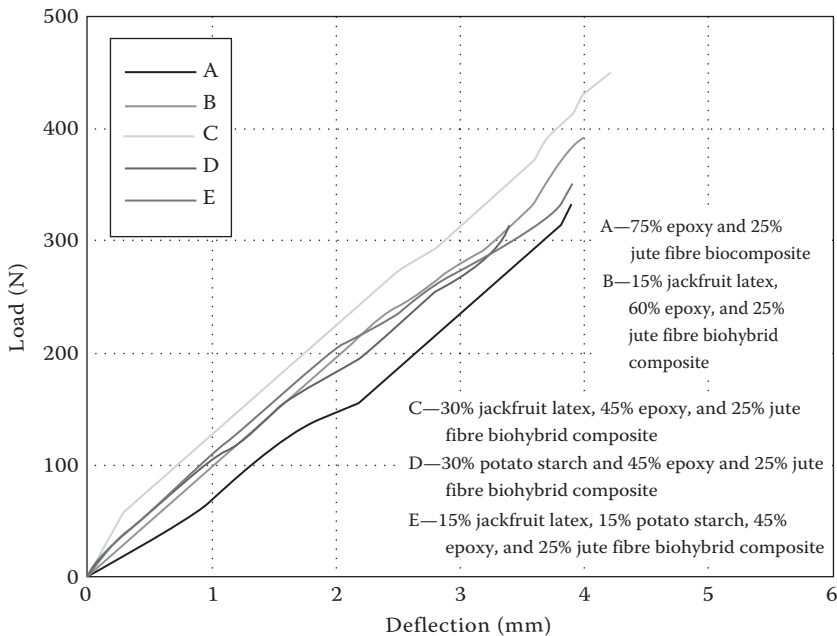 500
400
300
200
100
0
Load (N)
A
B
C
D
E
A—75% epoxy and 25%
jute fibre biocomposite
B—15% jackfruit latex,
60% epoxy, and 25%
jute fibre biohybrid
composite
C—30% jackfruit latex, 45% epoxy, and 25% jute
fibre biohybrid composite
D—30% potato starch and 45% epoxy and 25% jute
fibre biohybrid composite
E—15% jackfruit latex, 15% potato starch, 45%
epoxy, and 25% jute fibre biohybrid composite
0 1 2 3 4 5 6
Deflection (mm)